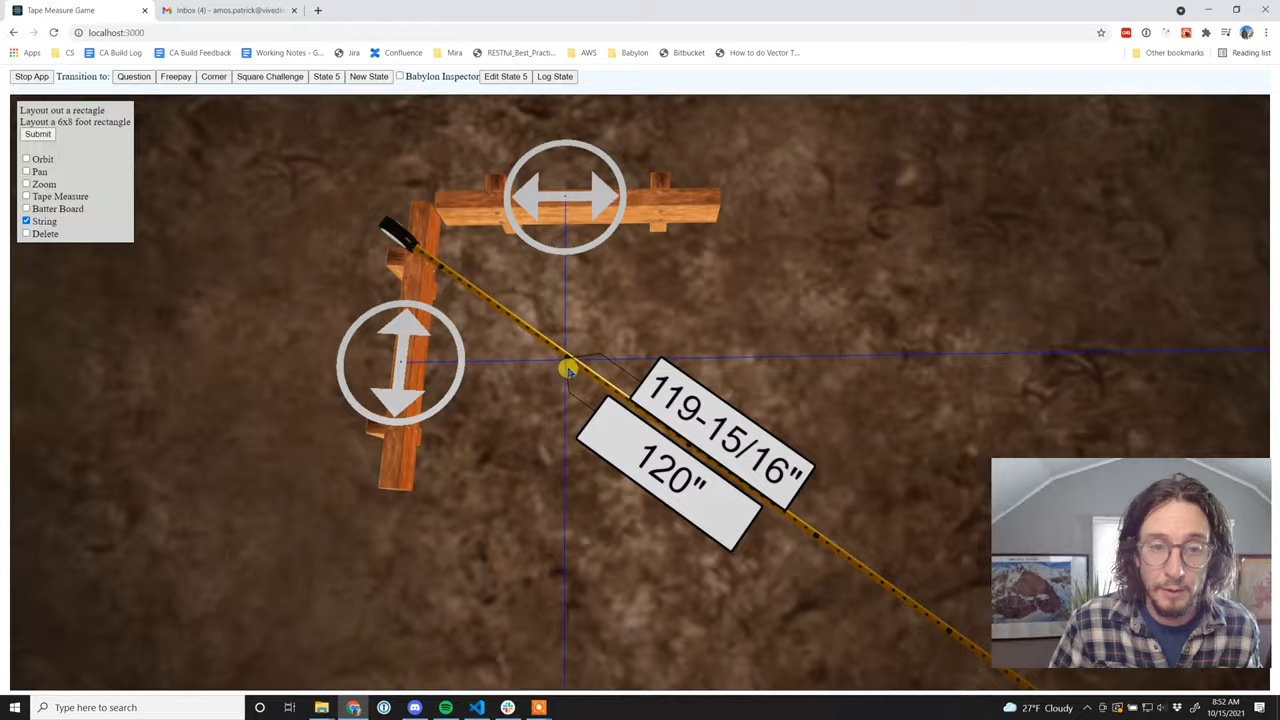 Tape Measure Game
Inbox (4) - amos.patrick@vivedle
localhost:3000
Apps
CS
CA Build Log
CA Build Feedback
Working Notes - G...
Jira
Confluence
Mira
RESTful_Best_Practi...
AWS
Babylon
Bitbucket
How to do Vector T...
Other bookmarks
Reading list
Stop App Transition to: Question Freepay Corner Square Challenge State 5 New State Babylon Inspector Edit State 5 Log State
Layout out a rectagle
Layout a 6x8 foot rectangle
Submit
Orbit
Pan
Zoom
Tape Measure
Batter Board
String
Delete
119-15/16"
120"
Type here to search
27°F Cloudy
8:52 AM
10/15/2021